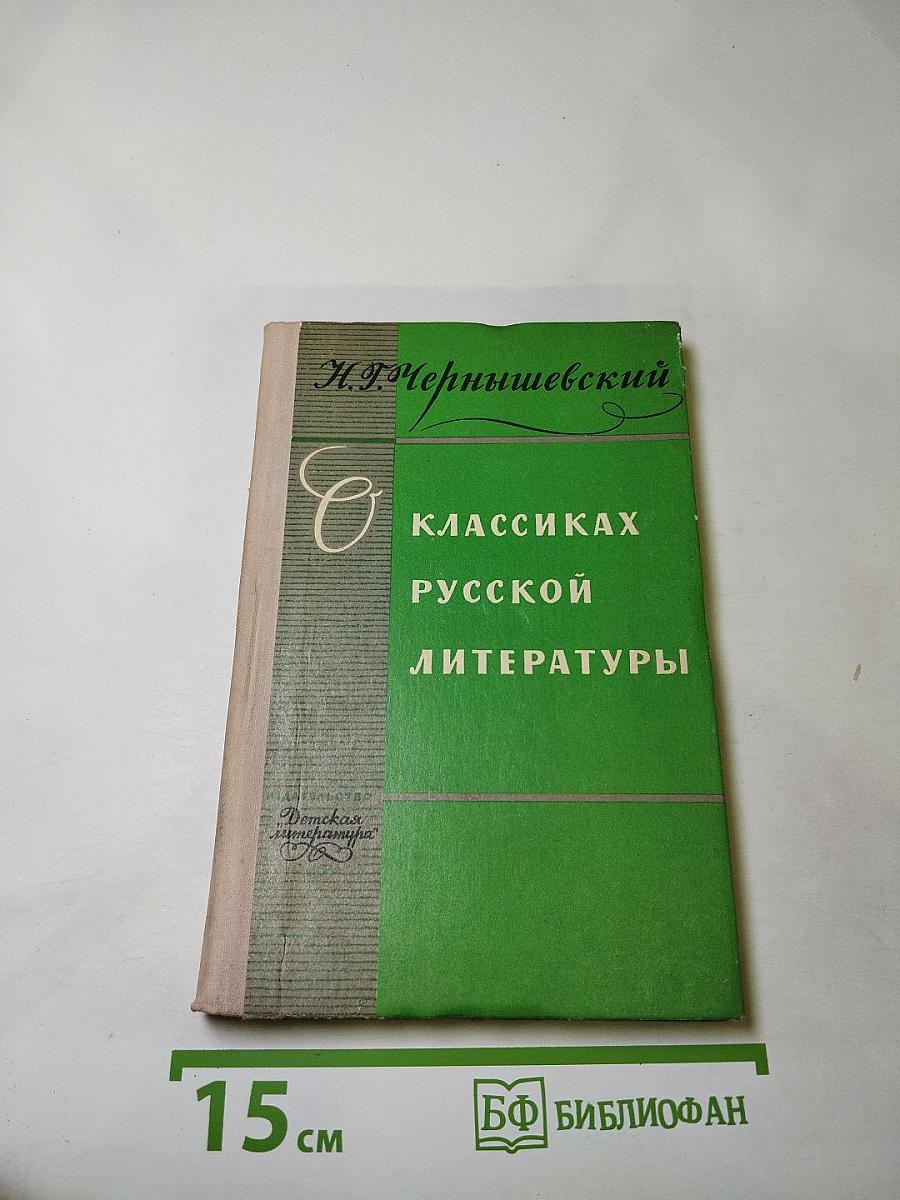 Н.Г. Чернышевский
О КЛАССИКАХ
РУССКОЙ
ЛИТЕРАТУРЫ
ИЗДАТЕЛЬСТВО
"Детская
литература"
15 см
БФ БИБЛИОФАН